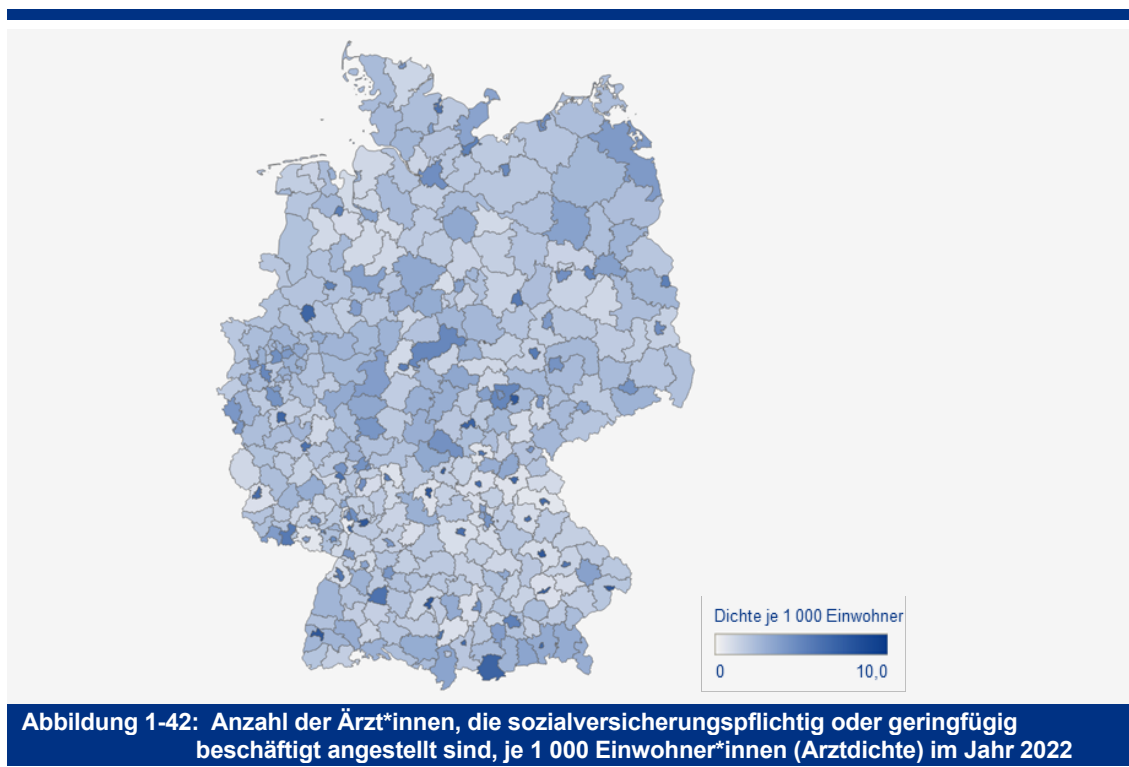 Dichte je 1 000 Einwohner
0 10,0
Abbildung 1-42: Anzahl der Ärzt*innen, die sozialversicherungspflichtig oder geringfügig
beschäftigt angestellt sind, je 1 000 Einwohner*innen (Arztdichte) im Jahr 2022